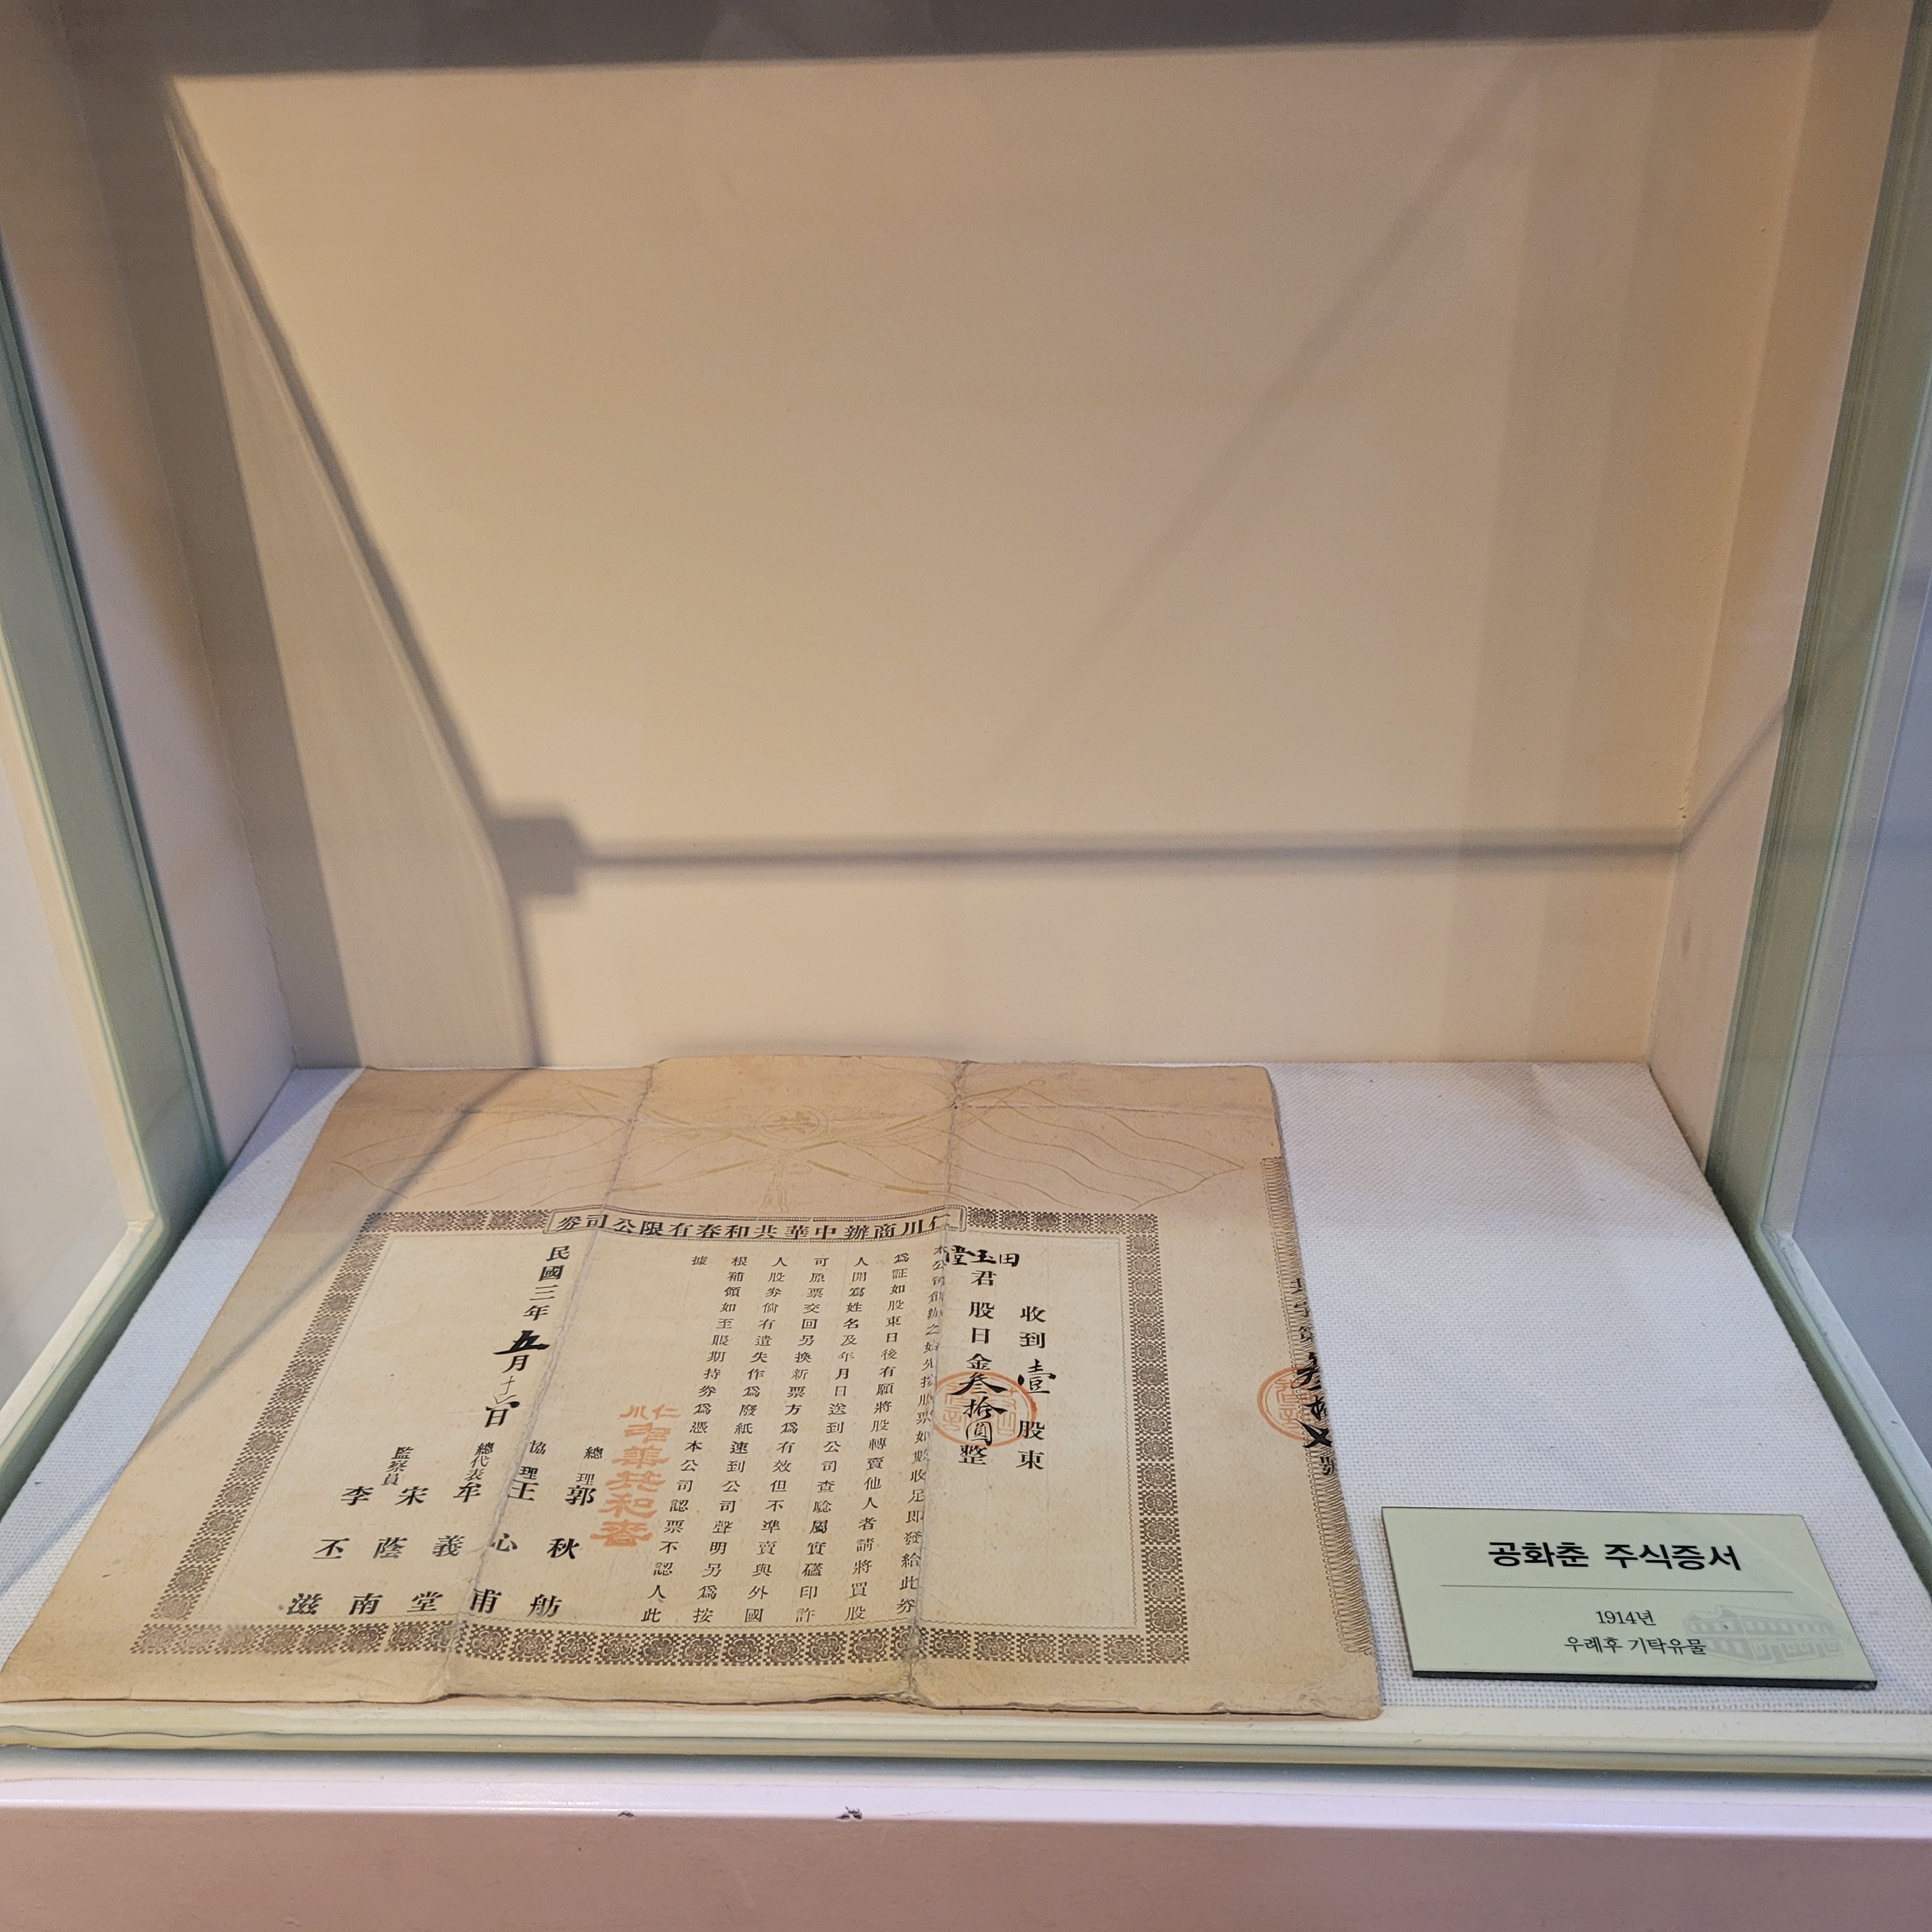 仁川商辦中華共和春有限公司券
田玉
君
收到壹股東
股日金叁拾圓整
為証如股東日後有願將股轉賣他人者請將買股
人開寫姓名及年月日送到公司查驗屬實礚印許
可原票交回另換新票方為有效但不準賣與外國
人股券倘有遺失作為廢紙速到公司聲明另為按
根補領如至賬期持券為憑本公司認票不認人此
據
仁川
中華共和春
民國三年五月十六日
總理 郭秋舫
協理 王心甫
總代表 牟義堂
監察員 宋蔭南
李丕滋
공화춘 주식증서
1914년
우례후 기탁유물